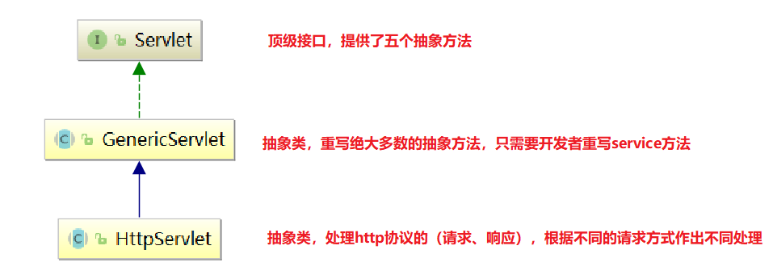 I Servlet
顶级接口，提供了五个抽象方法
C GenericServlet
抽象类，重写绝大多数的抽象方法，只需要开发者重写service方法
C HttpServlet
抽象类，处理http协议的（请求、响应），根据不同的请求方式作出不同处理